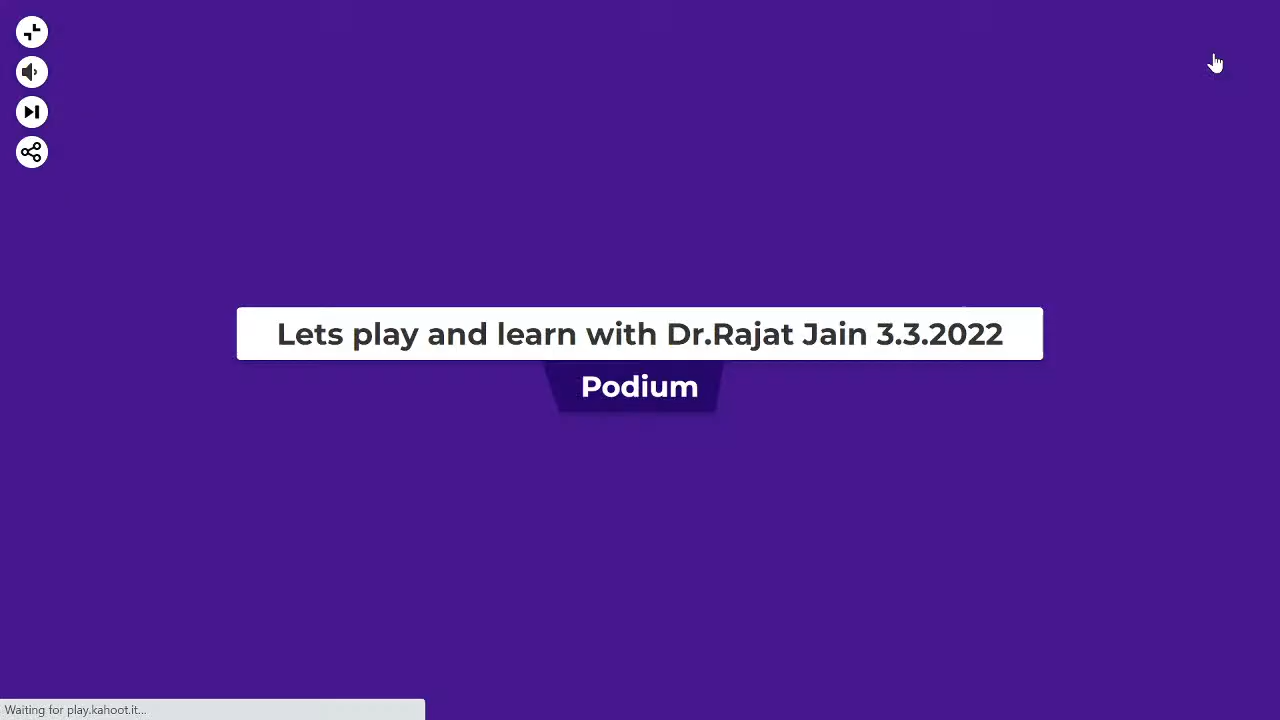 Lets play and learn with Dr.Rajat Jain 3.3.2022
Podium
Waiting for play.kahoot.it...